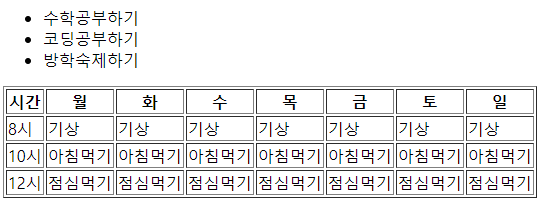 수학공부하기
코딩공부하기
방학숙제하기
시간 월 화 수 목 금 토 일
8시 기상 기상 기상 기상 기상 기상 기상
10시 아침먹기 아침먹기 아침먹기 아침먹기 아침먹기 아침먹기 아침먹기
12시 점심먹기 점심먹기 점심먹기 점심먹기 점심먹기 점심먹기 점심먹기